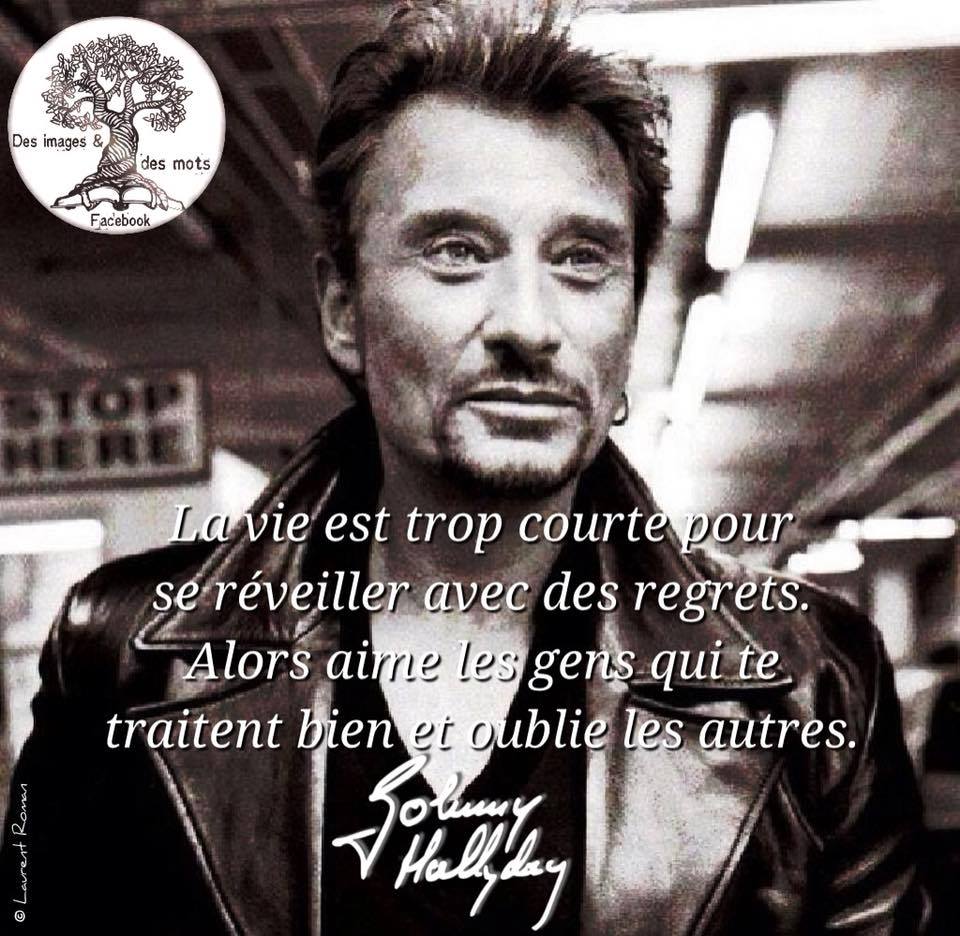 Des images &
des mots
Facebook
STOP
HERE
La vie est trop courte pour
se réveiller avec des regrets.
Alors aime les gens qui te
traitent bien et oublie les autres.
Johnny
Hallyday
© Laurent Roman